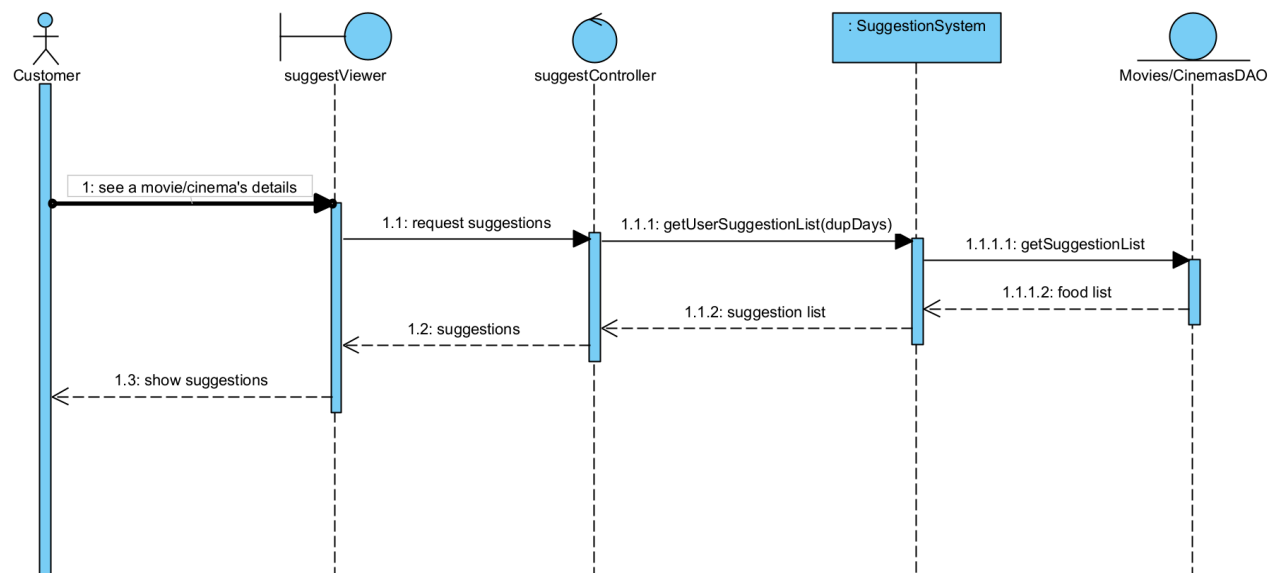 : SuggestionSystem
Customer
suggestViewer
suggestController
Movies/CinemasDAO
1: see a movie/cinema's details
1.1: request suggestions
1.1.1: getUserSuggestionList(dupDays)
1.1.1.1: getSuggestionList
1.1.1.2: food list
1.1.2: suggestion list
1.2: suggestions
1.3: show suggestions